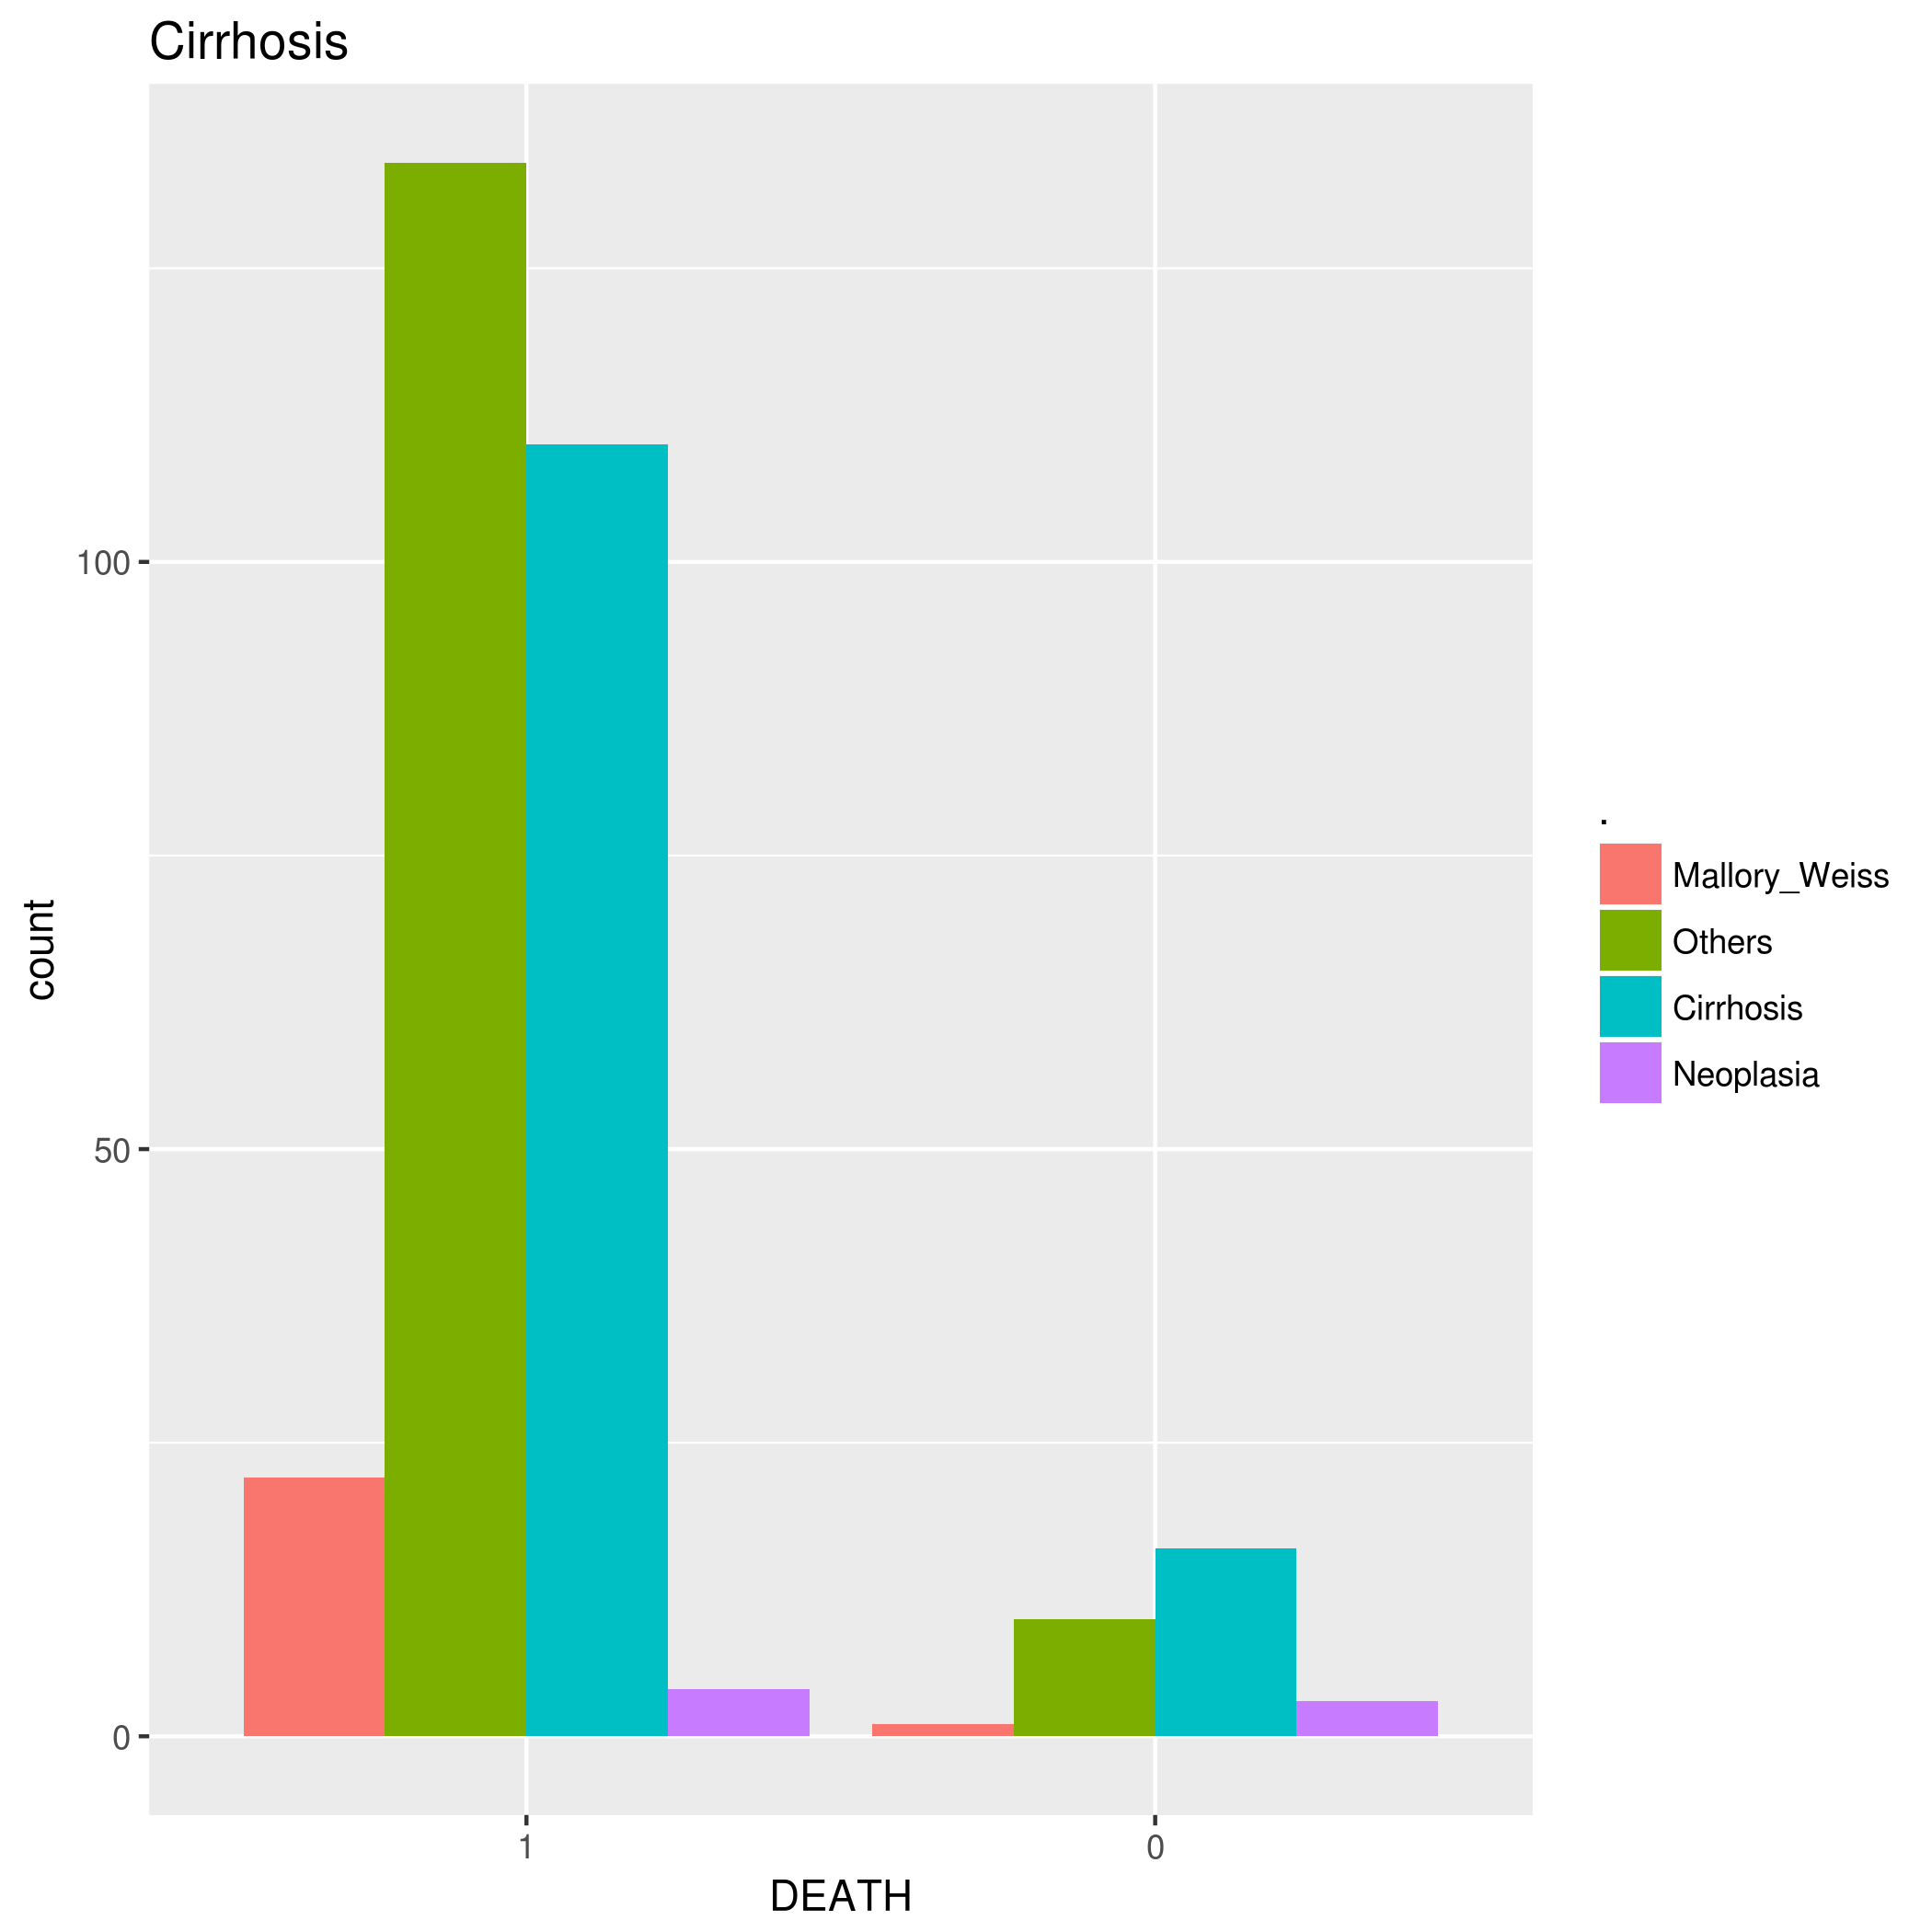 Cirrhosis
100
50
0
count
1
0
DEATH
.
Mallory_Weiss
Others
Cirrhosis
Neoplasia